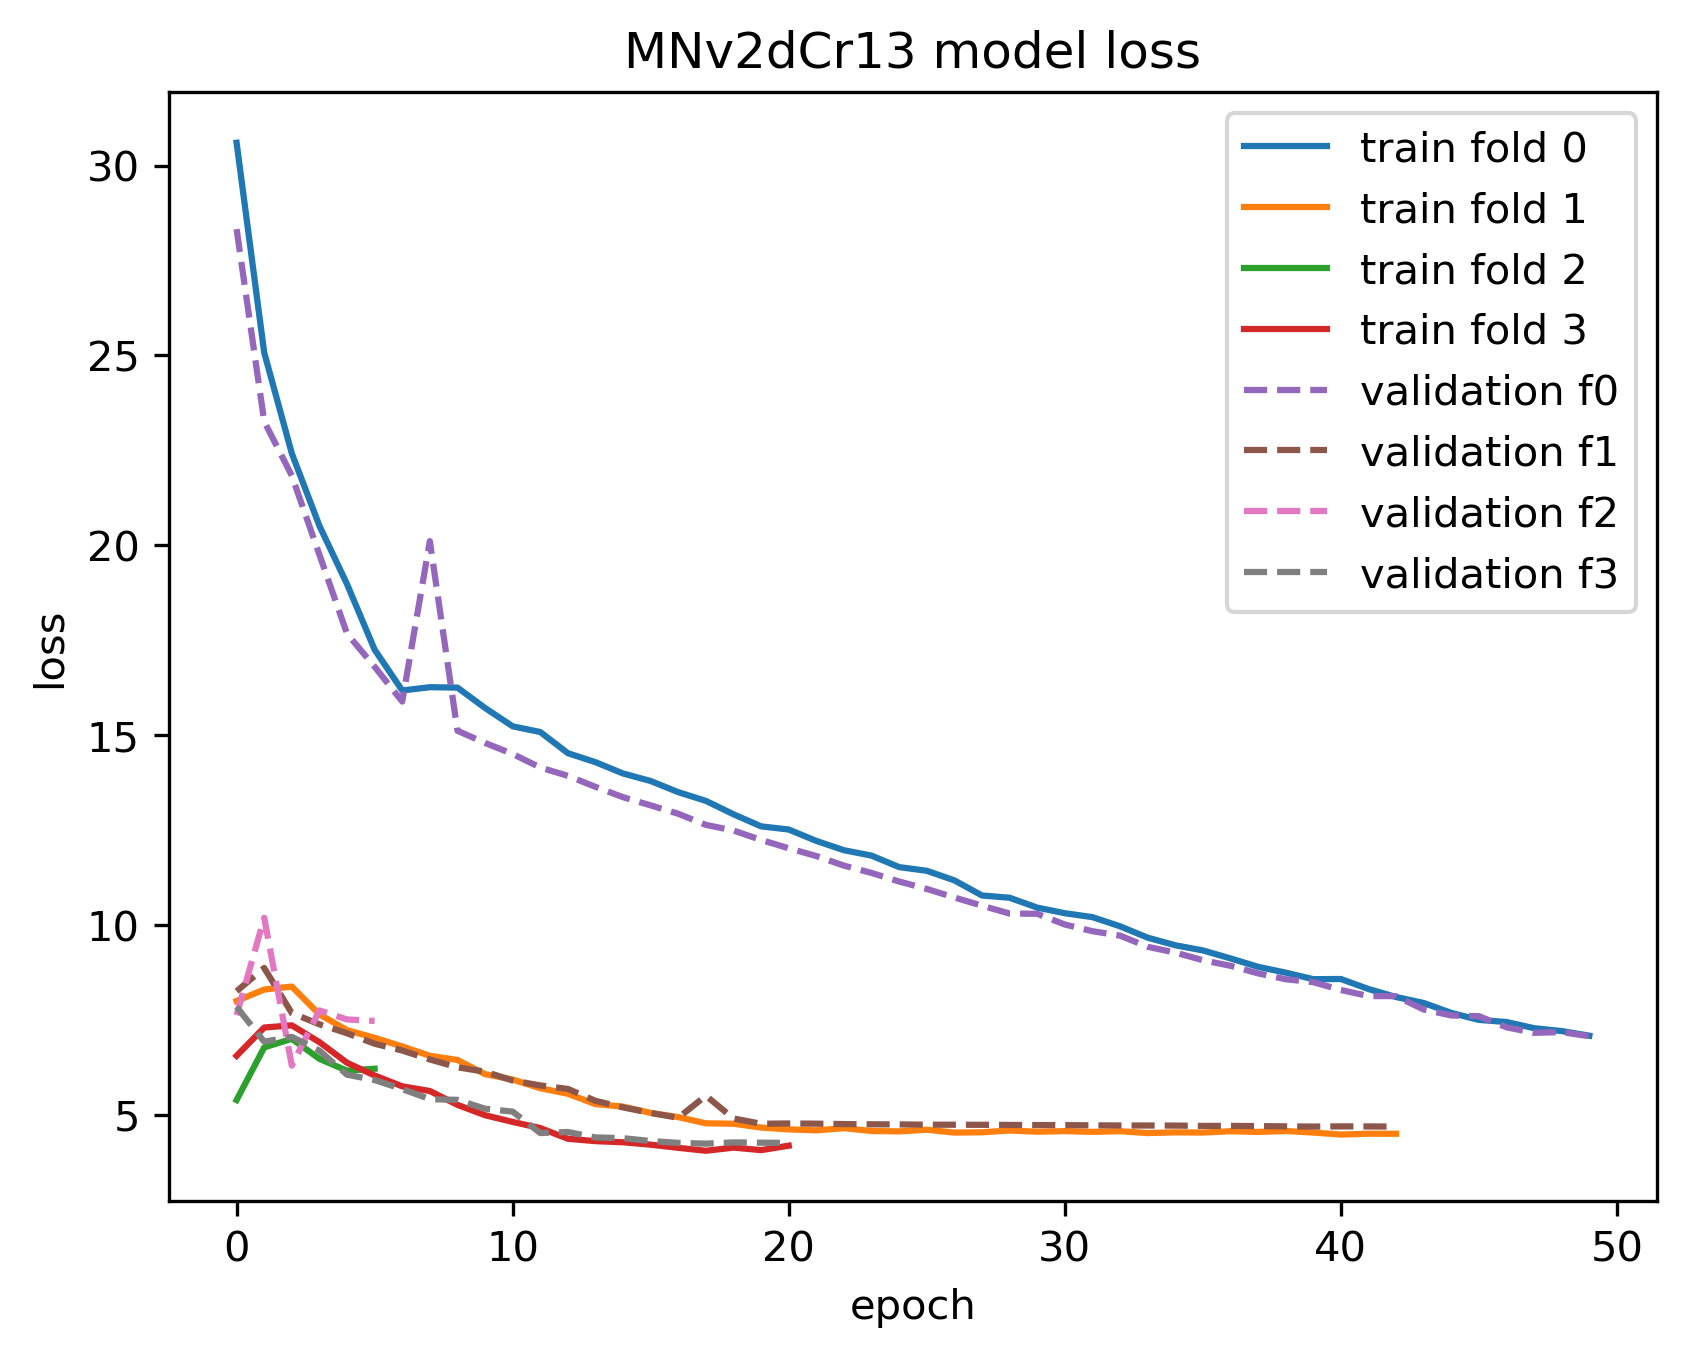 MNv2dCr13 model loss
30
25
20
15
10
5
loss
0 10 20 30 40 50
epoch
train fold 0
train fold 1
train fold 2
train fold 3
validation f0
validation f1
validation f2
validation f3